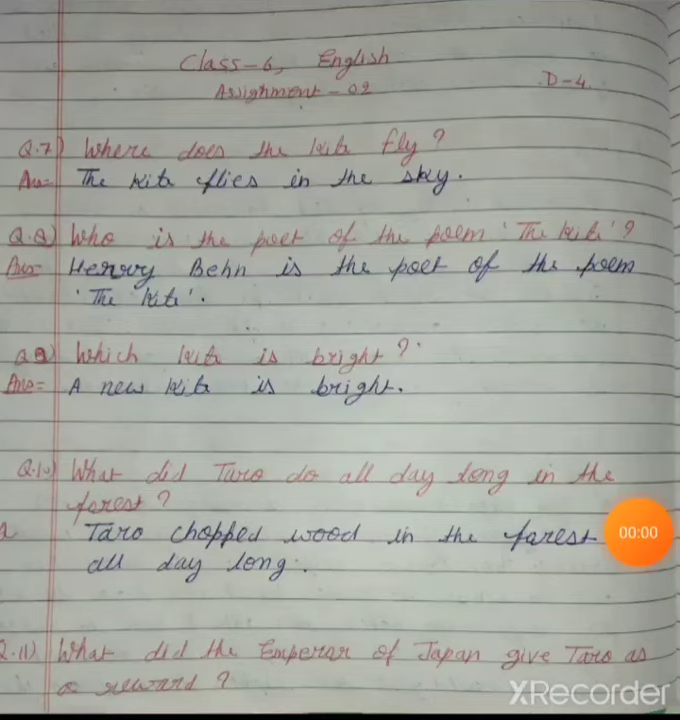 Class-6, English
Assignment-02
D-4.
Q.7) Where does the kite fly?
Ans= The kite flies in the sky.
Q.8) Who is the poet of the poem 'The kite'?
Ans= Henry Behn is the poet of the poem
'The kite'.
Q9) Which kite is bright?
Ans= A new kite is bright.
Q.10) What did Taro do all day long in the
forest?
Taro chopped wood in the forest
all day long.
00:00
Q.11) What did the Emperor of Japan give Taro as
a reward?
XRecorder